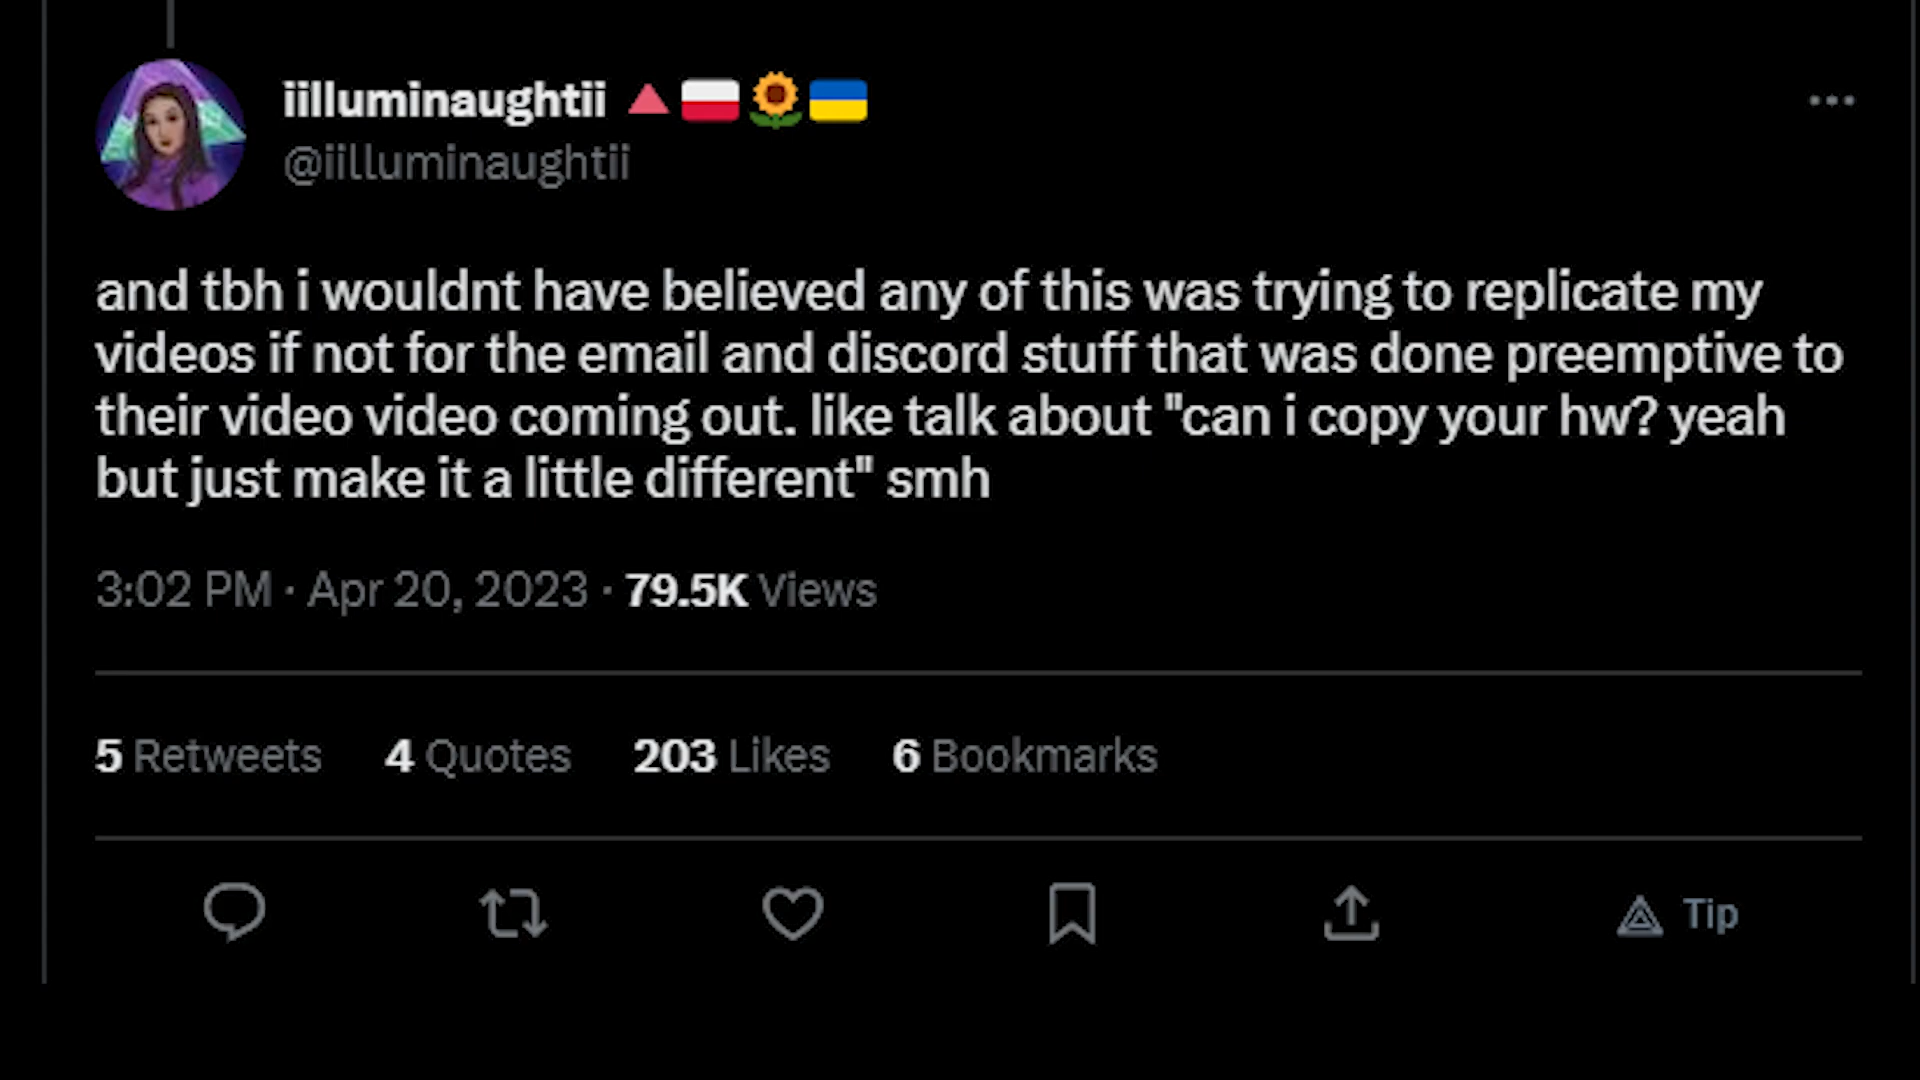 iilluminaughtii 🔺🇵🇱🌻🇺🇦
@iilluminaughtii
and tbh i wouldnt have believed any of this was trying to replicate my
videos if not for the email and discord stuff that was done preemptive to
their video video coming out. like talk about "can i copy your hw? yeah
but just make it a little different" smh
3:02 PM · Apr 20, 2023 · 79.5K Views
5 Retweets 4 Quotes 203 Likes 6 Bookmarks
Tip